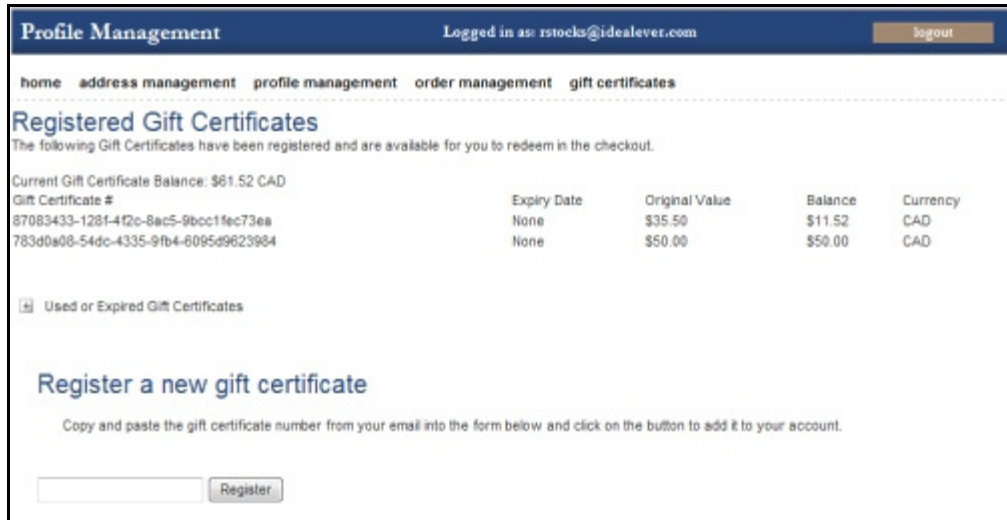 Profile Management Logged in as: rstocks@idealever.com logout
home address management profile management order management gift certificates
Registered Gift Certificates
The following Gift Certificates have been registered and are available for you to redeem in the checkout.
Current Gift Certificate Balance: $61.52 CAD
Gift Certificate # Expiry Date Original Value Balance Currency
87083433-128f-4f2c-8ac5-9bcc1fec73ea None $35.50 $11.52 CAD
783d0a08-54dc-4335-9fb4-6095d9623984 None $50.00 $50.00 CAD
Used or Expired Gift Certificates
Register a new gift certificate
Copy and paste the gift certificate number from your email into the form below and click on the button to add it to your account.
Register